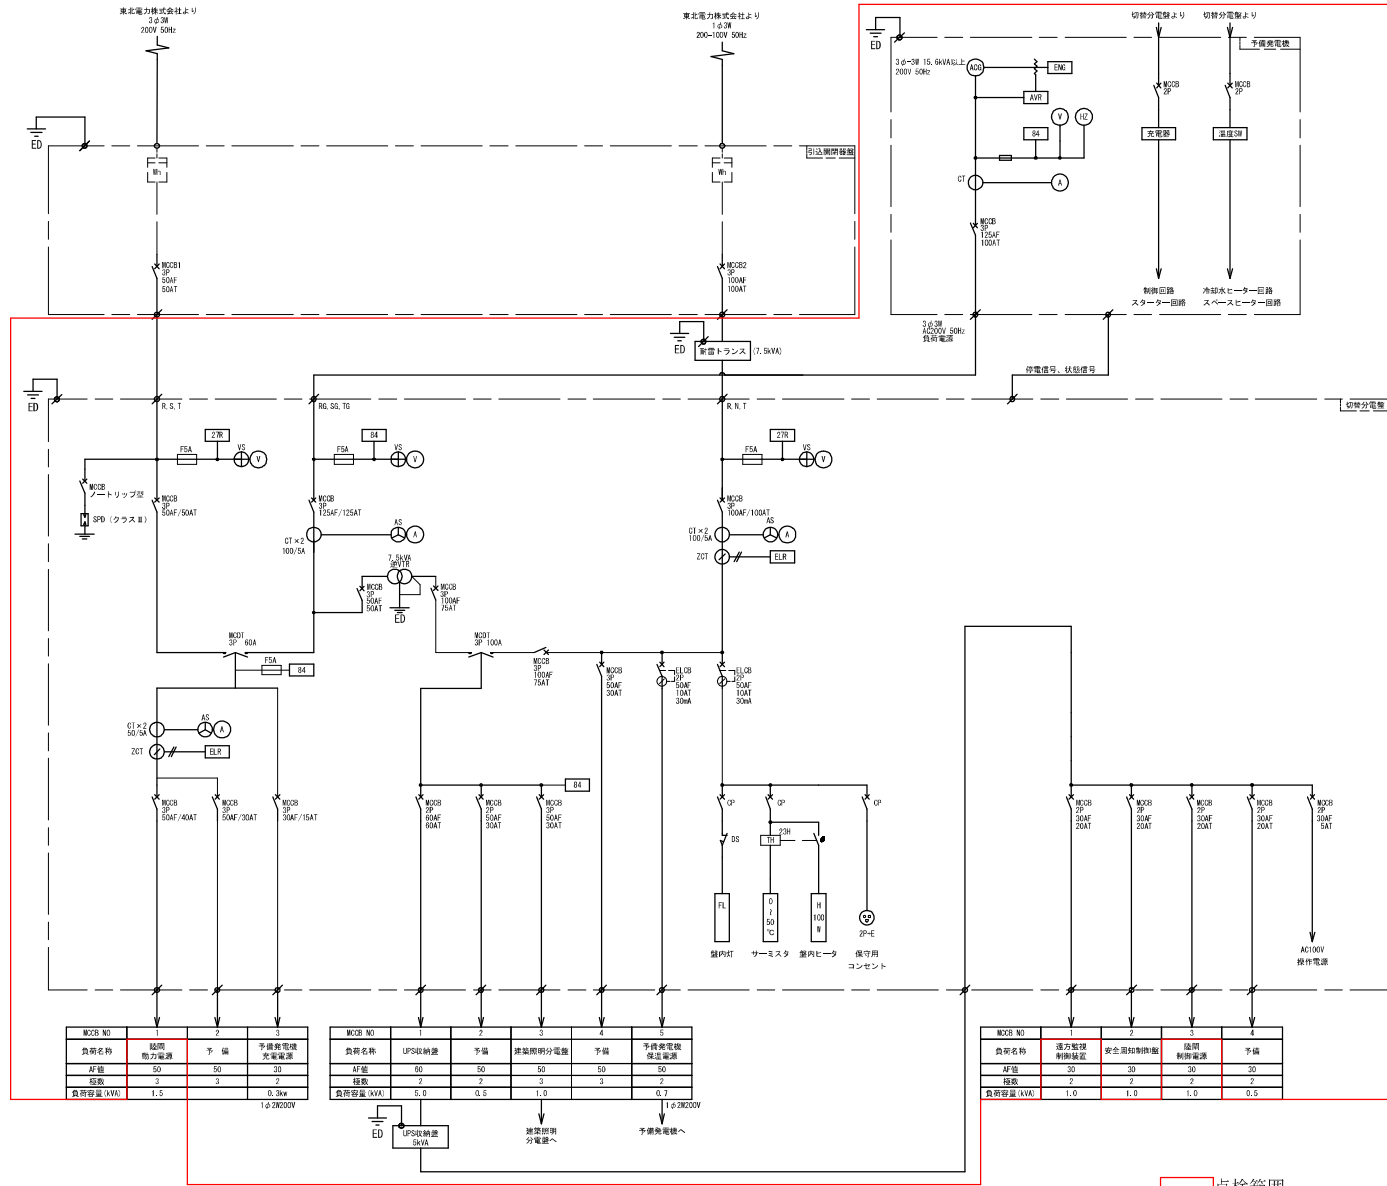 東北電力株式会社より
3φ3W
200V 50Hz
東北電力株式会社より
1φ3W
200-100V 50Hz
ED
Wh
Wh
引込開閉器盤
MCCB1
3P
50AF
50AT
MCCB2
3P
100AF
100AT
ED
切替分電盤より
切替分電盤より
予備発電機
3φ-3W 15.6kVA以上
200V 50Hz
ACG
ENG
AVR
84
V
HZ
CT
A
MCCB
3P
125AF
100AT
MCCB
2P
MCCB
2P
充電器
温度SW
制御回路
スターター回路
冷却水ヒーター回路
スペースヒーター回路
3φ3W
AC200V 50Hz
負荷電源
ED
耐雷トランス
(7.5kVA)
停電信号、状態信号
ED
切替分電盤
R, S, T
RG, SG, TG
R, N, T
27R
F5A
VS
V
84
F5A
VS
V
27R
F5A
VS
V
MCCB
ノートリップ型
SPD (クラスⅡ)
MCCB
3P
50AF/50AT
MCCB
3P
125AF/125AT
MCCB
3P
100AF/100AT
CT×2
100/5A
AS
A
CT×2
100/5A
AS
A
ZCT
ELR
7.5kVA
逆VTR
ED
MCCB
3P
50AF
50AT
MCCB
3P
100AF
75AT
MCDT
3P 60A
F5A
84
MCDT
3P 100A
MCCB
3P
100AF
75AT
MCCB
3P
50AF
30AT
ELCB
2P
50AF
10AT
30mA
ELCB
2P
50AF
10AT
30mA
CT×2
50/5A
AS
A
ZCT
ELR
84
MCCB
3P
50AF/40AT
MCCB
3P
50AF/30AT
MCCB
3P
30AF/15AT
MCCB
2P
60AF
60AT
MCCB
2P
50AF
30AT
MCCB
3P
50AF
30AT
CP
CP
CP
DS
TH
23H
FL
0
~
50
℃
H
100
W
2P+E
盤内灯
サーミスタ
盤内ヒータ
保守用
コンセント
MCCB
2P
30AF
20AT
MCCB
2P
30AF
20AT
MCCB
2P
30AF
20AT
MCCB
2P
30AF
20AT
MCCB
2P
30AF
5AT
AC100V
操作電源
MCCB NO 1 2 3
負荷名称 陸閘動力電源 予備 予備発電機充電電源
AF値 50 50 30
極数 3 3 2
負荷容量(kVA) 1.5 0.3kw
1φ2W200V
MCCB NO 1 2 3 4 5
負荷名称 UPS収納盤 予備 建築照明分電盤 予備 予備発電機保温電源
AF値 60 50 50 50 50
極数 2 2 3 3 2
負荷容量(kVA) 5.0 0.5 1.0 0.7
1φ2W200V
ED
UPS収納盤
5kVA
建築照明
分電盤へ
予備発電機へ
MCCB NO 1 2 3 4
負荷名称 遠方監視制御装置 安全周知制御盤 陸閘制御電源 予備
AF値 30 30 30 30
極数 2 2 2 2
負荷容量(kVA) 1.0 1.0 1.0 0.5
点検範囲